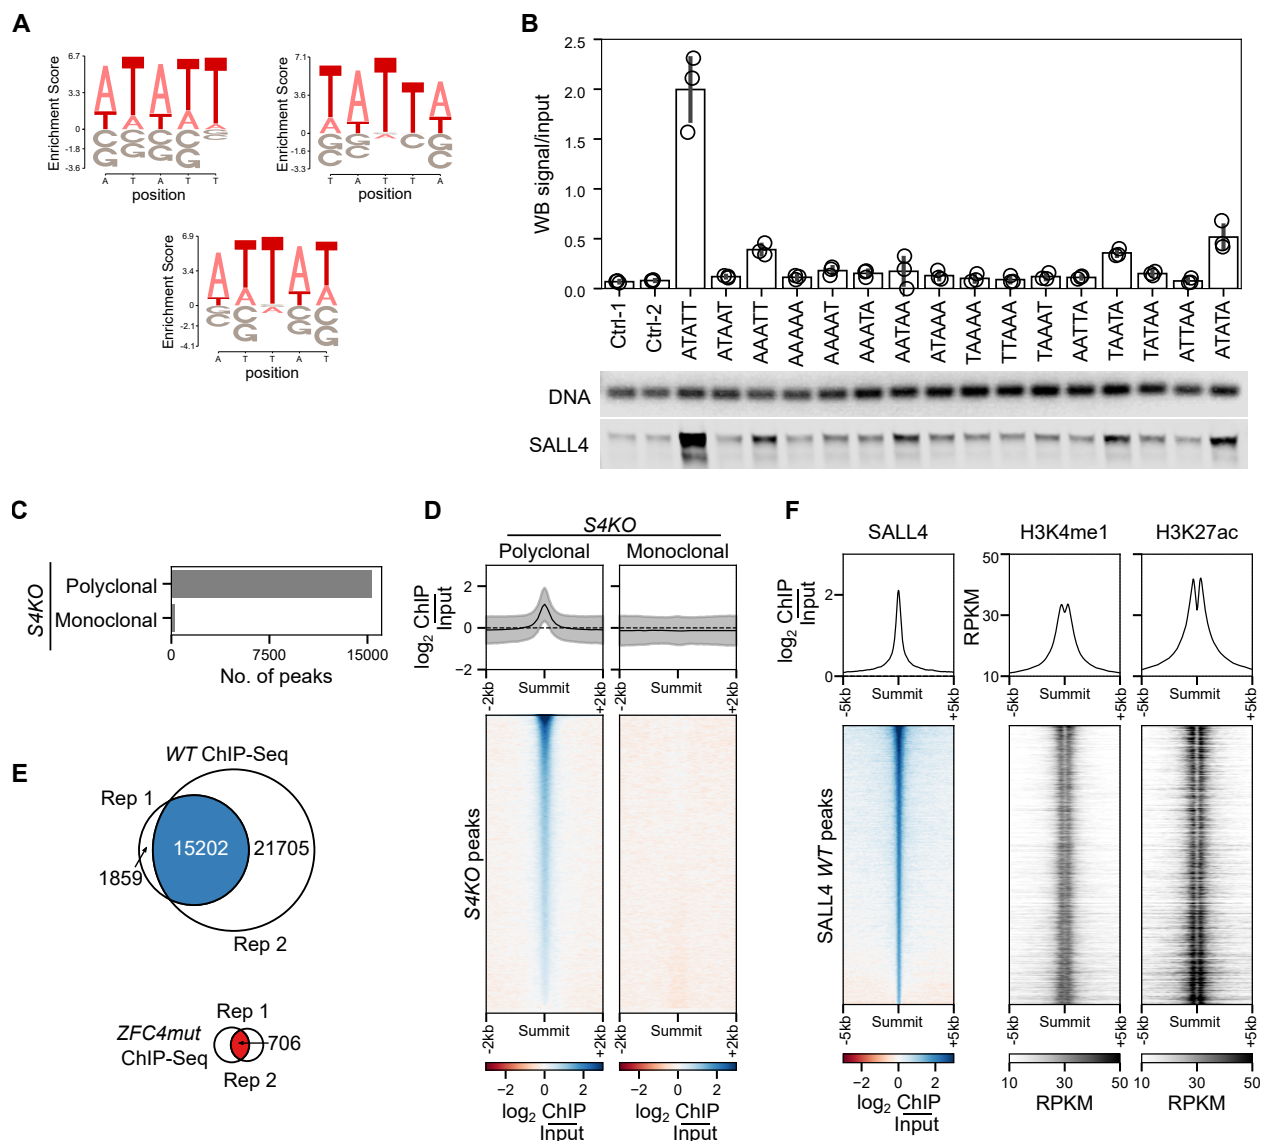 A
Enrichment Score
6.7
3.3
0
-1.8
-3.6
A T A T T
position
Enrichment Score
7.1
3.6
0
-1.6
-3.3
T A T T A
position
Enrichment Score
6.9
3.4
0
-2.1
-4.1
A T T A T
position
B
WB signal/input
2.5
2.0
1.5
1.0
0.5
0.0
Ctrl-1
Ctrl-2
ATATT
ATAAT
AAATT
AAAAA
AAAAT
AAATA
AATAA
ATAAA
TAAAA
TTAAA
TAAAT
AATTA
TAATA
TATAA
ATTAA
ATATA
DNA
SALL4
C
S4KO
Polyclonal
Monoclonal
0 7500 15000
No. of peaks
D
S4KO
Polyclonal Monoclonal
log2 ChIP
Input
2
0
−2
-2kb Summit +2kb
-2kb Summit +2kb
S4KO peaks
-2kb Summit +2kb
-2kb Summit +2kb
−2 0 2
−2 0 2
log2 ChIP
Input
log2 ChIP
Input
E
WT ChIP-Seq
Rep 1
15202
21705
1859
Rep 2
Rep 1
ZFC4mut
ChIP-Seq
706
Rep 2
F
SALL4 H3K4me1 H3K27ac
log2 ChIP
Input
2
0
RPKM
50
30
10
-5kb Summit +5kb
-5kb Summit +5kb
-5kb Summit +5kb
SALL4 WT peaks
-5kb Summit +5kb
-5kb Summit +5kb
-5kb Summit +5kb
−2 0 2
10 30 50
10 30 50
log2 ChIP
Input
RPKM
RPKM